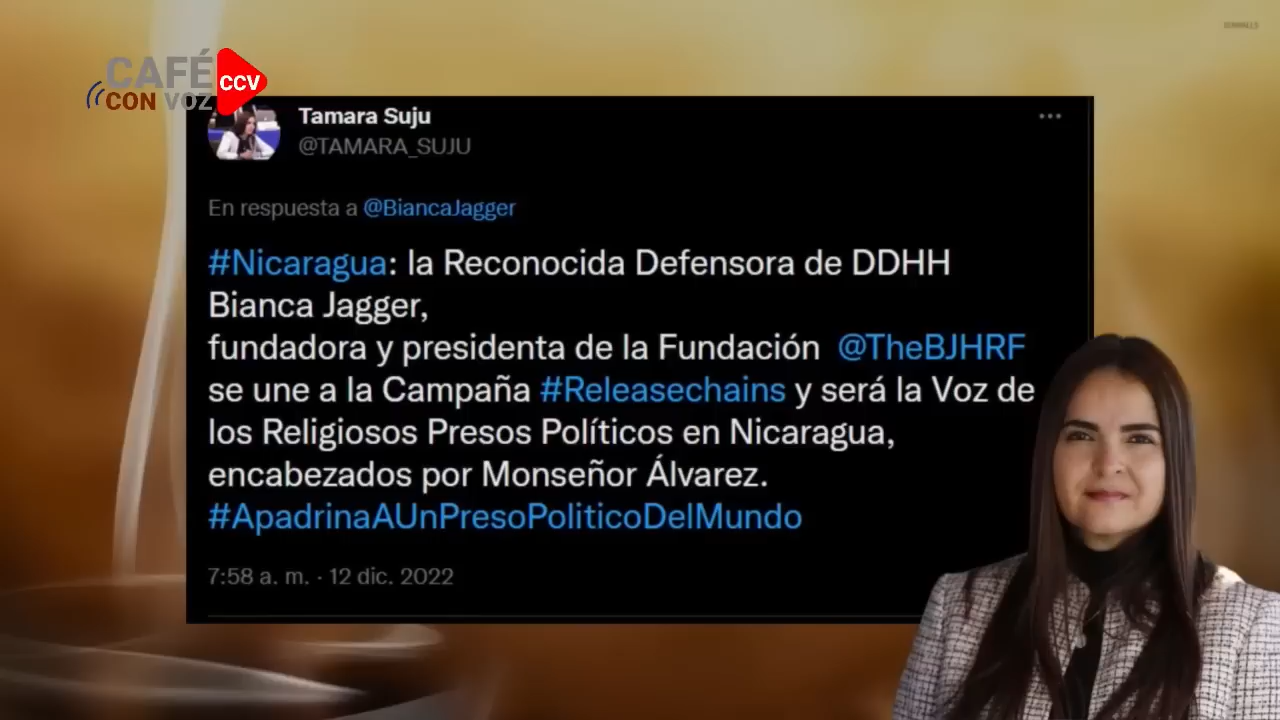 CAFÉ
CON VOZ
CCV
Tamara Suju
@TAMARA_SUJU
En respuesta a @BiancaJagger
#Nicaragua: la Reconocida Defensora de DDHH
Bianca Jagger,
fundadora y presidenta de la Fundación @TheBJHRF
se une a la Campaña #Releasechains y será la Voz de
los Religiosos Presos Políticos en Nicaragua,
encabezados por Monseñor Álvarez.
#ApadrinaAUnPresoPoliticoDelMundo
7:58 a. m. · 12 dic. 2022